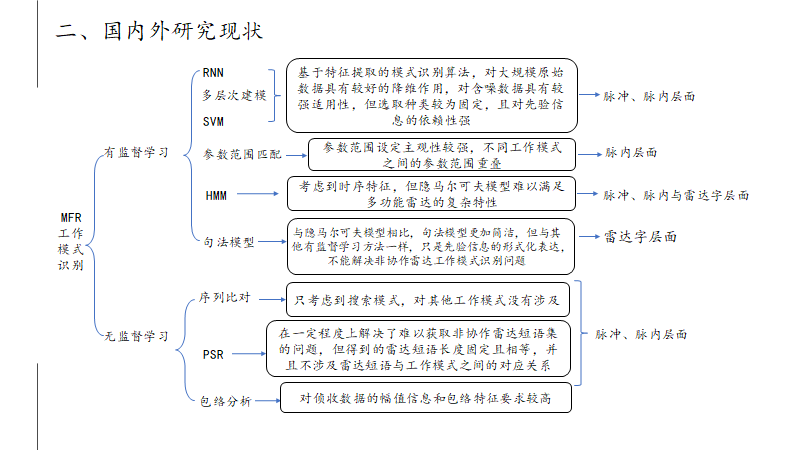 二、国内外研究现状
MFR
工作
模式
识别
有监督学习
RNN
多层次建模
SVM
基于特征提取的模式识别算法，对大规模原始
数据具有较好的降维作用，对含噪数据具有较
强适用性，但选取种类较为固定，且对先验信
息的依赖性强
脉冲、脉内层面
参数范围匹配
参数范围设定主观性较强，不同工作模式
之间的参数范围重叠
脉内层面
HMM
考虑到时序特征，但隐马尔可夫模型难以满足
多功能雷达的复杂特性
脉冲、脉内与雷达字层面
句法模型
与隐马尔可夫模型相比，句法模型更加简洁，但与其
他有监督学习方法一样，只是先验信息的形式化表达，
不能解决非协作雷达工作模式识别问题
雷达字层面
无监督学习
序列比对
只考虑到搜索模式，对其他工作模式没有涉及
PSR
在一定程度上解决了难以获取非协作雷达短语集
的问题，但得到的雷达短语长度固定且相等，并
且不涉及雷达短语与工作模式之间的对应关系
包络分析
对侦收数据的幅值信息和包络特征要求较高
脉冲、脉内层面